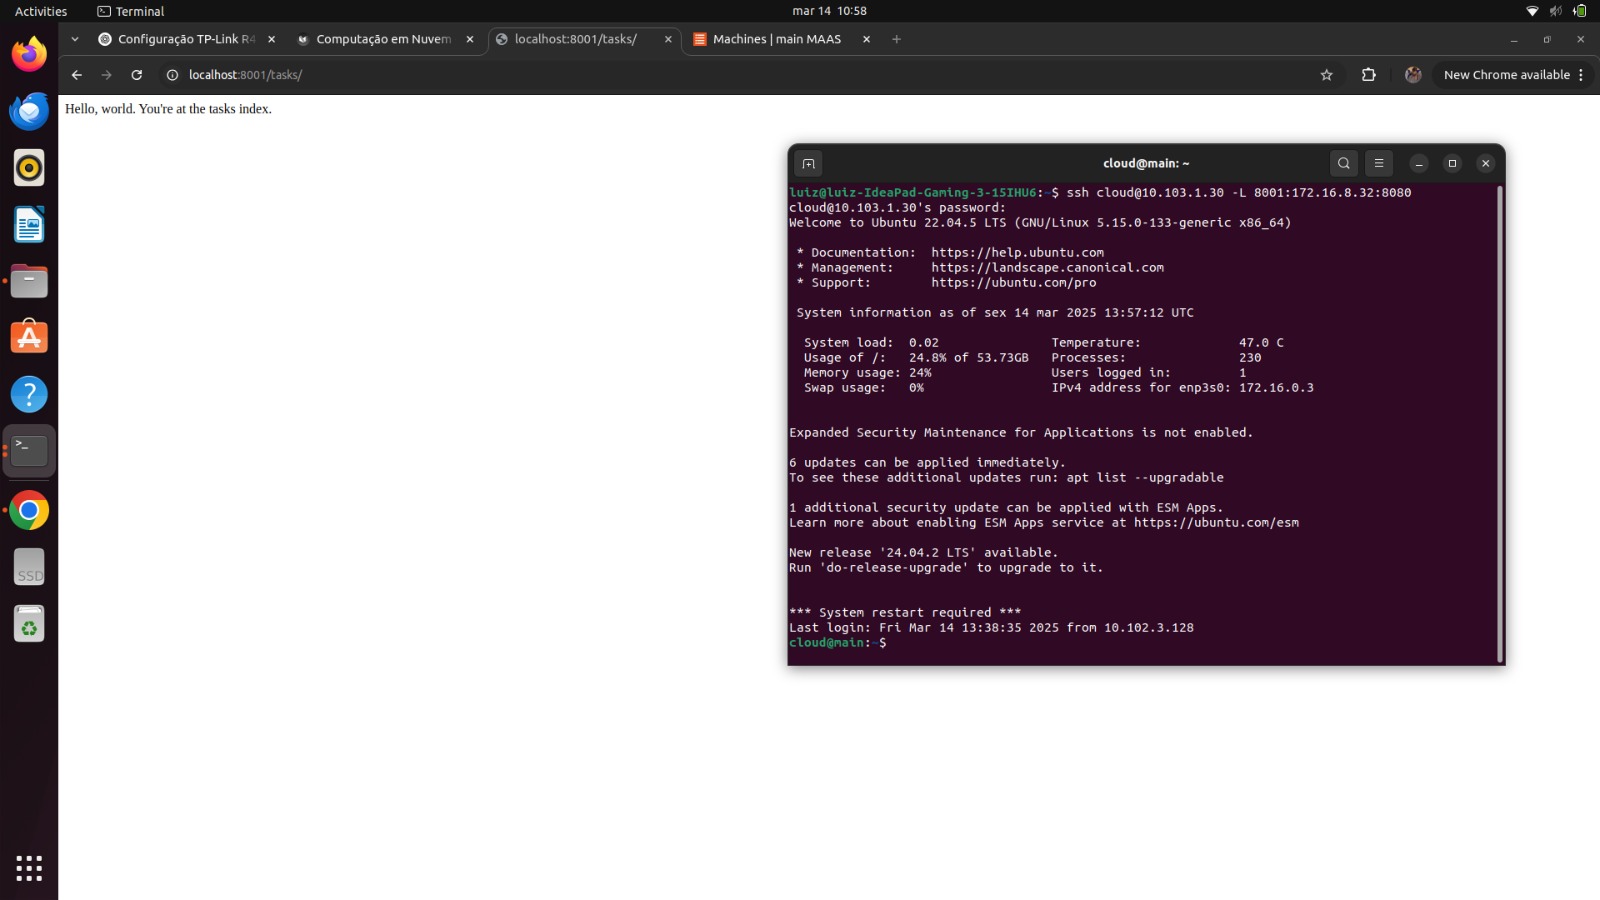 Activities
Terminal
mar 14 10:58
Configuração TP-Link R4
Computação em Nuvem
localhost:8001/tasks/
Machines | main MAAS
localhost:8001/tasks/
New Chrome available
Hello, world. You're at the tasks index.
cloud@main: ~
luiz@luiz-IdeaPad-Gaming-3-15IHU6:~$ ssh cloud@10.103.1.30 -L 8001:172.16.8.32:8080
cloud@10.103.1.30's password:
Welcome to Ubuntu 22.04.5 LTS (GNU/Linux 5.15.0-133-generic x86_64)
* Documentation: https://help.ubuntu.com
* Management: https://landscape.canonical.com
* Support: https://ubuntu.com/pro
System information as of sex 14 mar 2025 13:57:12 UTC
System load: 0.02 Temperature: 47.0 C
Usage of /: 24.8% of 53.73GB Processes: 230
Memory usage: 24% Users logged in: 1
Swap usage: 0% IPv4 address for enp3s0: 172.16.0.3
Expanded Security Maintenance for Applications is not enabled.
6 updates can be applied immediately.
To see these additional updates run: apt list --upgradable
1 additional security update can be applied with ESM Apps.
Learn more about enabling ESM Apps service at https://ubuntu.com/esm
New release '24.04.2 LTS' available.
Run 'do-release-upgrade' to upgrade to it.
*** System restart required ***
Last login: Fri Mar 14 13:38:35 2025 from 10.102.3.128
cloud@main:~$
SSD